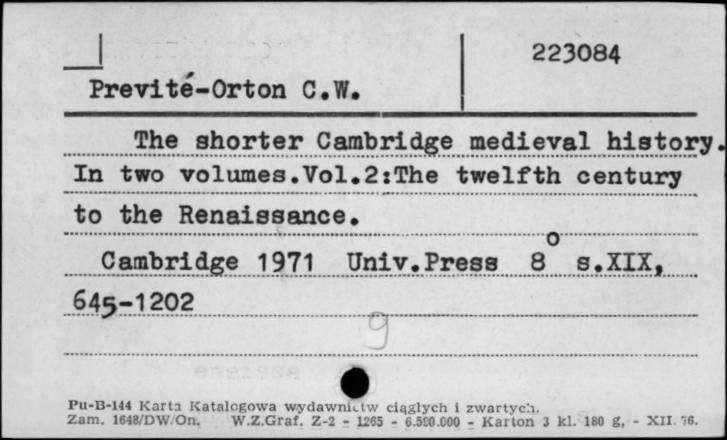 223084
Previté-Orton C.W.
The shorter Cambridge medieval history.
In two volumes.Vol.2:The twelfth century
to the Renaissance.
Cambridge 1971 Univ.Press 8° s.XIX,
645-1202
9
Pu-B-144 Karta Katalogowa wydawnictw ciągłych i zwartych.
Zam. 1648/DW/On, W.Z.Graf. Z-2 - 1265 - 6.590.000 - Karton 3 kl. 180 g, - XII. 76.